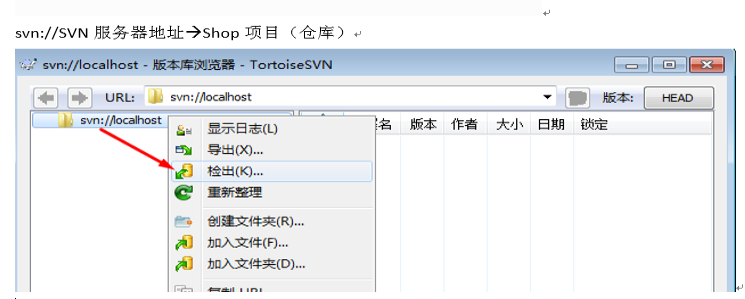 svn://SVN 服务器地址→Shop 项目（仓库）
svn://localhost - 版本库浏览器 - TortoiseSVN
URL: svn://localhost 版本: HEAD
svn://localhost 名 版本 作者 大小 日期 锁定
显示日志(L)
导出(X)...
检出(K)...
重新整理
创建文件夹(R)...
加入文件(F)...
加入文件夹(D)...